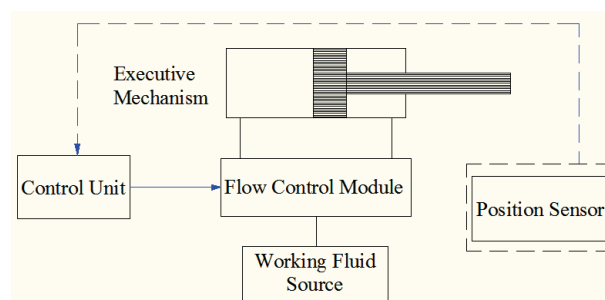 Executive
Mechanism
Control Unit
Flow Control Module
Position Sensor
Working Fluid
Source